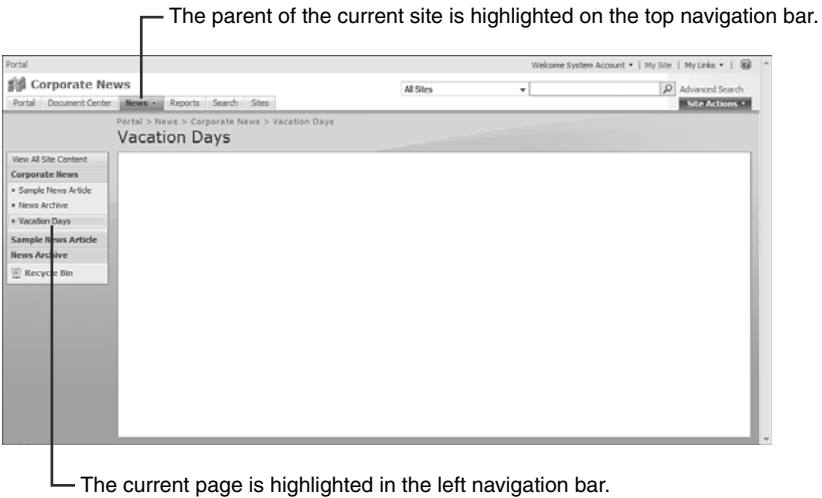 The parent of the current site is highlighted on the top navigation bar.
Portal
Welcome System Account | My Site | My Links |
Corporate News
All Sites
Advanced Search
Portal Document Center News Reports Search Sites
Site Actions
Portal > News > Corporate News > Vacation Days
Vacation Days
View All Site Content
Corporate News
Sample News Article
News Archive
Vacation Days
Sample News Article
News Archive
Recycle Bin
The current page is highlighted in the left navigation bar.